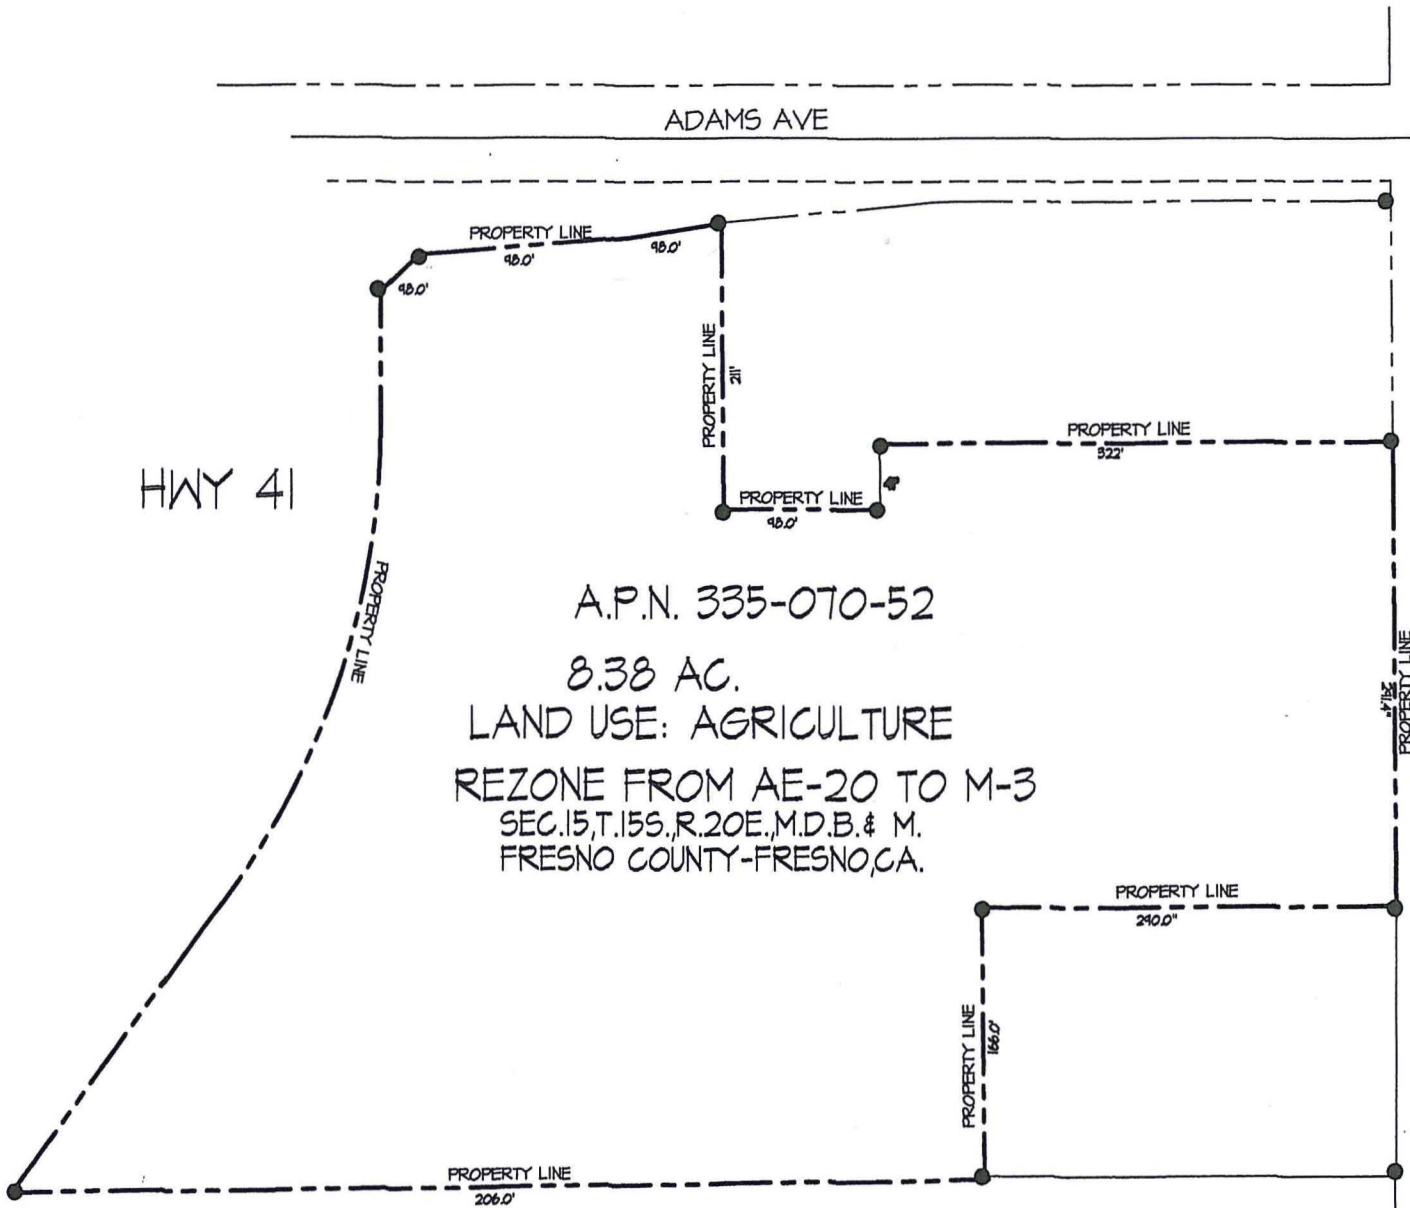 ADAMS AVE
PROPERTY LINE
98.0'
98.0'
98.0'
PROPERTY LINE
211'
PROPERTY LINE
322'
HWY 41
PROPERTY LINE
98.0'
PROPERTY LINE
A.P.N. 335-070-52
8.38 AC.
LAND USE: AGRICULTURE
PROPERTY LINE
REZONE FROM AE-20 TO M-3
SEC.15,T.15S.,R.20E.,M.D.B.& M.
FRESNO COUNTY-FRESNO,CA.
PROPERTY LINE
290.0"
PROPERTY LINE
166.0'
PROPERTY LINE
206.0'